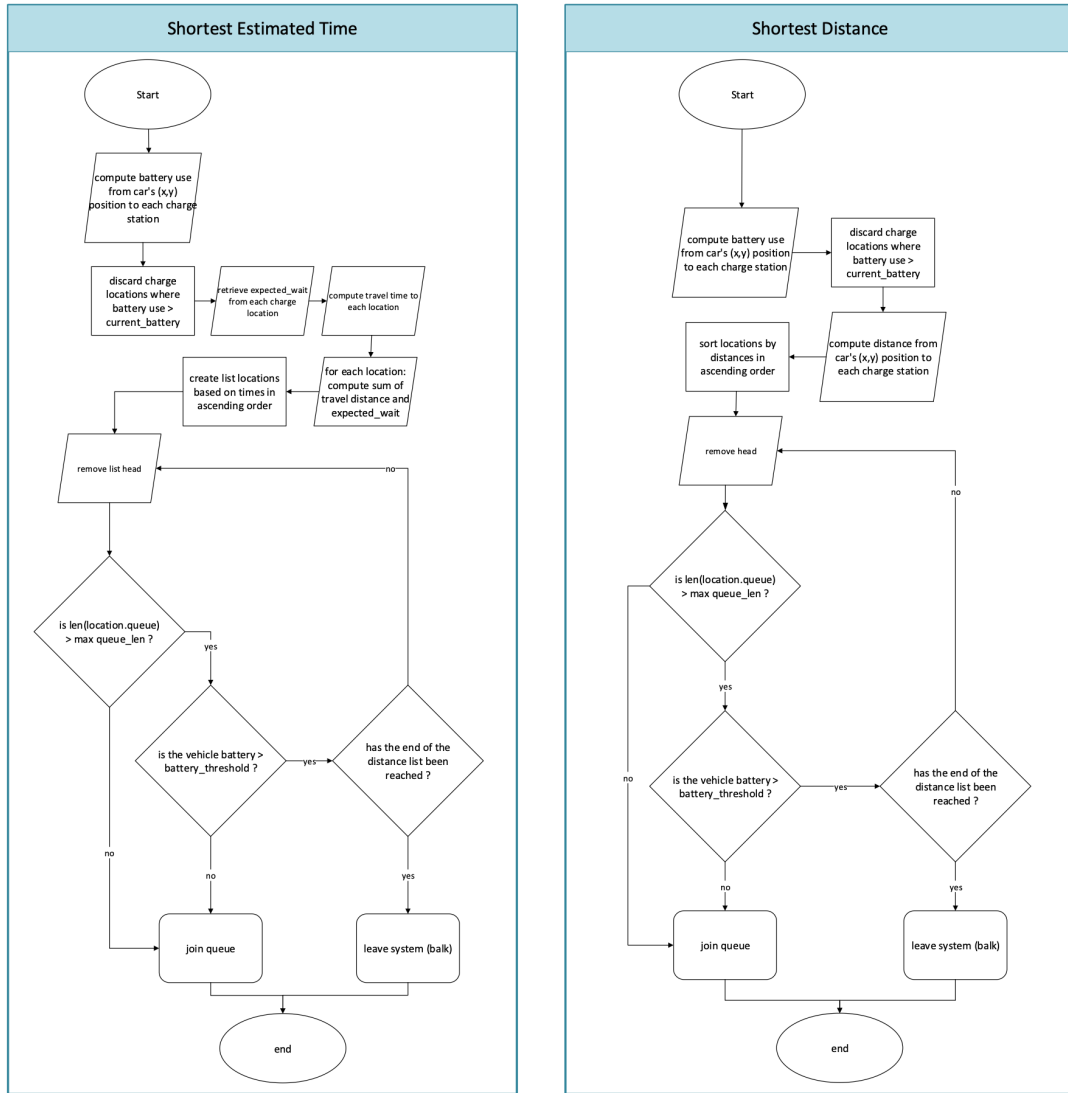 Shortest Estimated Time
Start
compute battery use
from car's (x,y)
position to each charge
station
discard charge
locations where
battery use >
current_battery
retrieve expected_wait
from each charge
location
compute travel time to
each location
for each location:
compute sum of
travel distance and
expected_wait
create list locations
based on times in
ascending order
remove list head
no
is len(location.queue)
> max queue_len ?
yes
is the vehicle battery >
battery_threshold ?
yes
has the end of the
distance list been
reached ?
no
no
yes
join queue
leave system (balk)
end
Shortest Distance
Start
compute battery use
from car's (x,y) position
to each charge station
discard charge
locations where
battery use >
current_battery
compute distance from
car's (x,y) position to
each charge station
sort locations by
distances in
ascending order
remove head
no
is len(location.queue)
> max queue_len ?
yes
no
is the vehicle battery >
battery_threshold ?
yes
has the end of the
distance list been
reached ?
no
yes
join queue
leave system (balk)
end